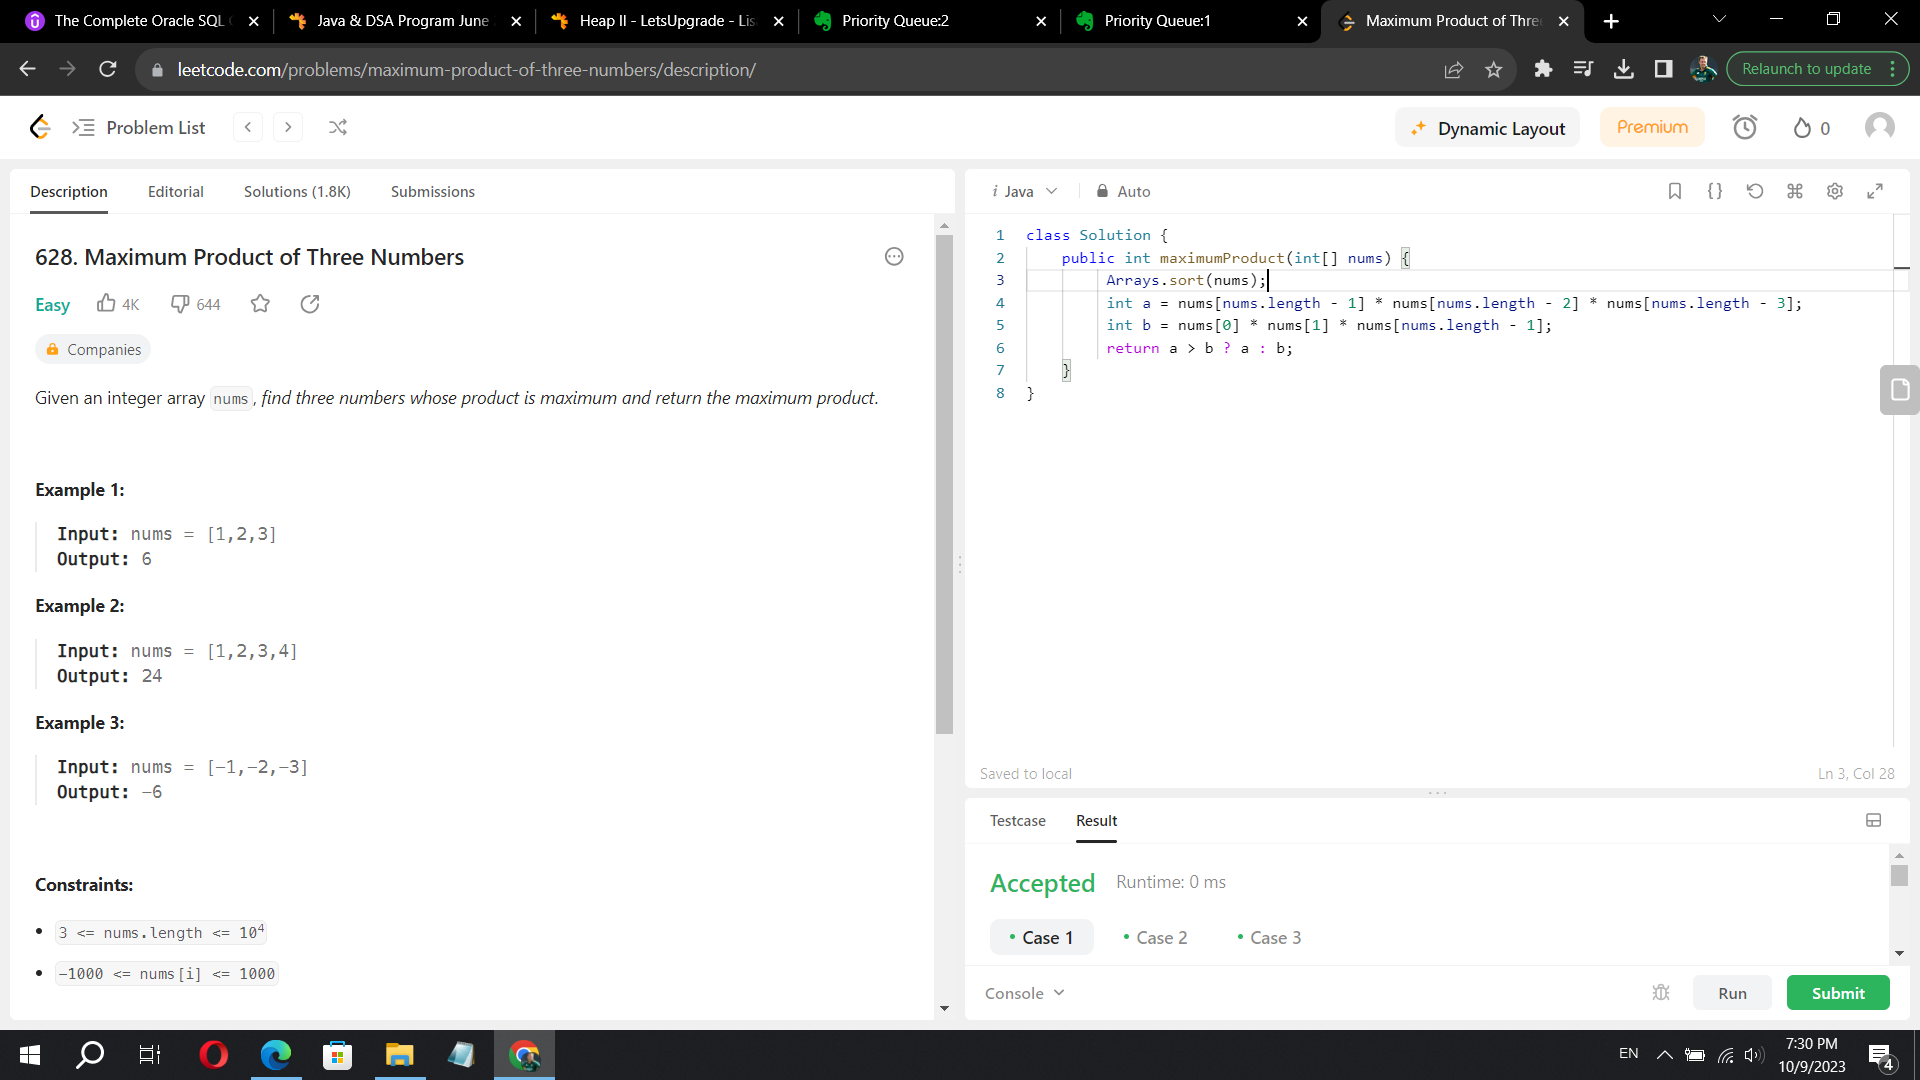 The Complete Oracle SQL
Java & DSA Program June
Heap II - LetsUpgrade - Lis
Priority Queue:2
Priority Queue:1
Maximum Product of Thre
leetcode.com/problems/maximum-product-of-three-numbers/description/
Relaunch to update
Problem List
Dynamic Layout
Premium
0
Description
Editorial
Solutions (1.8K)
Submissions
628. Maximum Product of Three Numbers
Easy
4K
644
Companies
Given an integer array nums, find three numbers whose product is maximum and return the maximum product.
Example 1:
Input: nums = [1,2,3]
Output: 6
Example 2:
Input: nums = [1,2,3,4]
Output: 24
Example 3:
Input: nums = [-1,-2,-3]
Output: -6
Constraints:
• 3 <= nums.length <= 10⁴
• -1000 <= nums[i] <= 1000
i Java
Auto
1 class Solution {
2 public int maximumProduct(int[] nums) {
3 Arrays.sort(nums);
4 int a = nums[nums.length - 1] * nums[nums.length - 2] * nums[nums.length - 3];
5 int b = nums[0] * nums[1] * nums[nums.length - 1];
6 return a > b ? a : b;
7 }
8 }
Saved to local
Ln 3, Col 28
Testcase
Result
Accepted
Runtime: 0 ms
• Case 1
• Case 2
• Case 3
Console
Run
Submit
EN
7:30 PM
10/9/2023
4